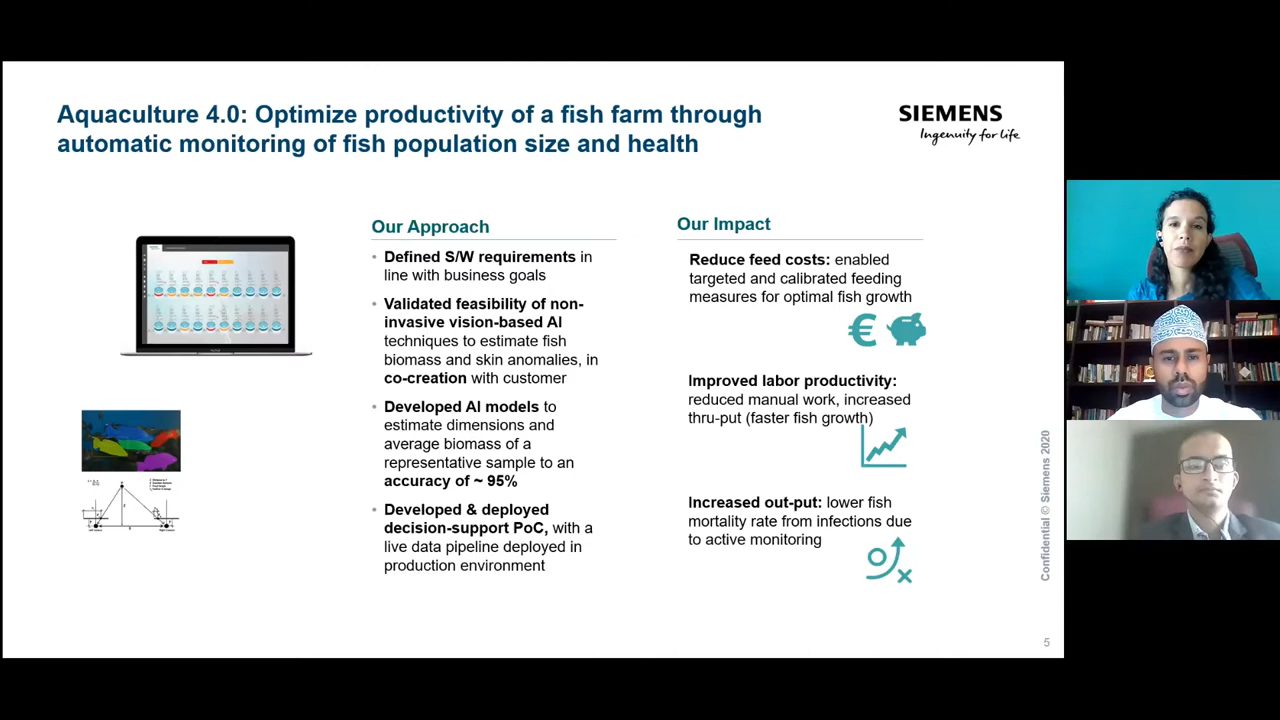 Aquaculture 4.0: Optimize productivity of a fish farm through
automatic monitoring of fish population size and health
SIEMENS
Ingenuity for life
Our Approach
• Defined S/W requirements in
line with business goals
• Validated feasibility of non-
invasive vision-based AI
techniques to estimate fish
biomass and skin anomalies, in
co-creation with customer
• Developed AI models to
estimate dimensions and
average biomass of a
representative sample to an
accuracy of ~ 95%
• Developed & deployed
decision-support PoC, with a
live data pipeline deployed in
production environment
Our Impact
Reduce feed costs: enabled
targeted and calibrated feeding
measures for optimal fish growth
€
Improved labor productivity:
reduced manual work, increased
thru-put (faster fish growth)
Increased out-put: lower fish
mortality rate from infections due
to active monitoring
Confidential © Siemens 2020
5